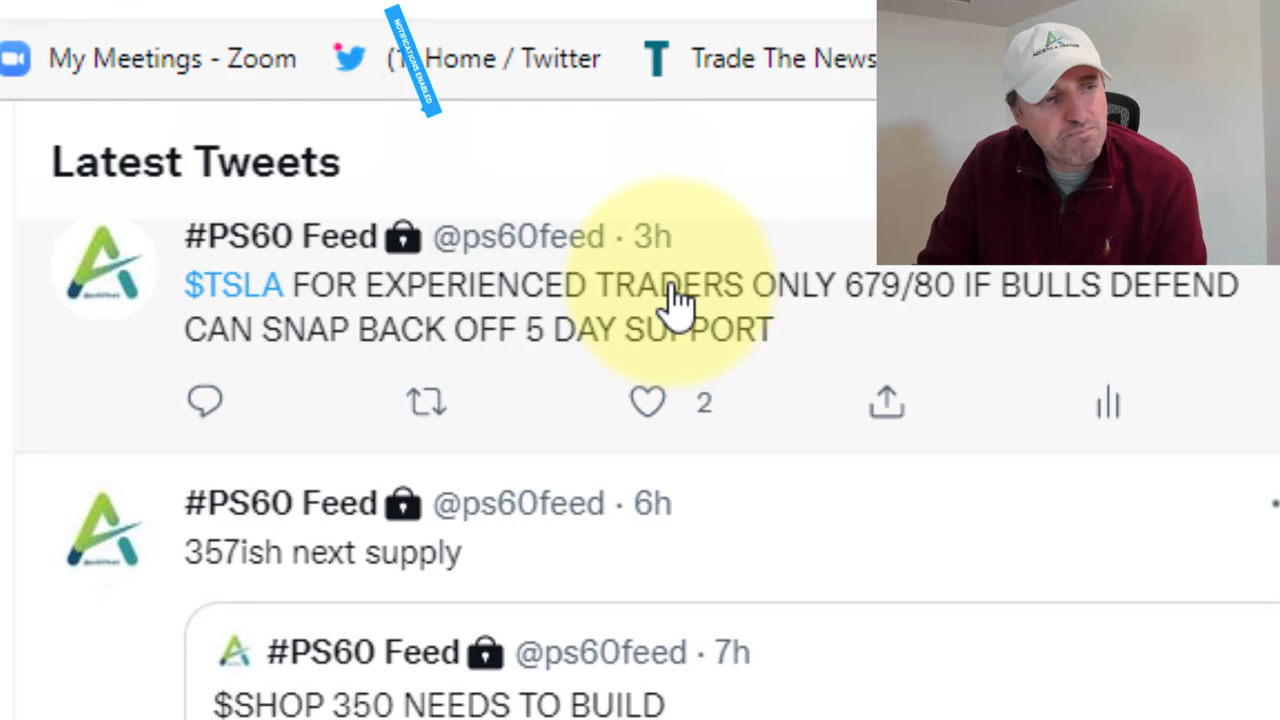 My Meetings - Zoom
Home / Twitter
Trade The News
NOTIFICATIONS ENABLED
Latest Tweets
#PS60 Feed @ps60feed · 3h
$TSLA FOR EXPERIENCED TRADERS ONLY 679/80 IF BULLS DEFEND
CAN SNAP BACK OFF 5 DAY SUPPORT
2
#PS60 Feed @ps60feed · 6h
357ish next supply
#PS60 Feed @ps60feed · 7h
$SHOP 350 NEEDS TO BUILD